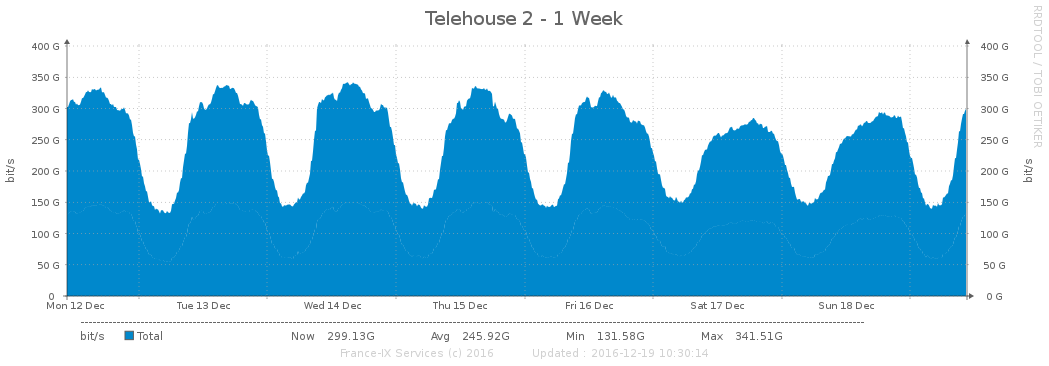 Telehouse 2 - 1 Week
RRDTOOL / TOBI OETIKER
400 G 400 G
350 G 350 G
300 G 300 G
250 G 250 G
200 G 200 G
150 G 150 G
100 G 100 G
50 G 50 G
0 0 G
bit/s
bit/s
Mon 12 Dec Tue 13 Dec Wed 14 Dec Thu 15 Dec Fri 16 Dec Sat 17 Dec Sun 18 Dec
bit/s Total Now 299.13G Avg 245.92G Min 131.58G Max 341.51G
France-IX Services (c) 2016 Updated : 2016-12-19 10:30:14